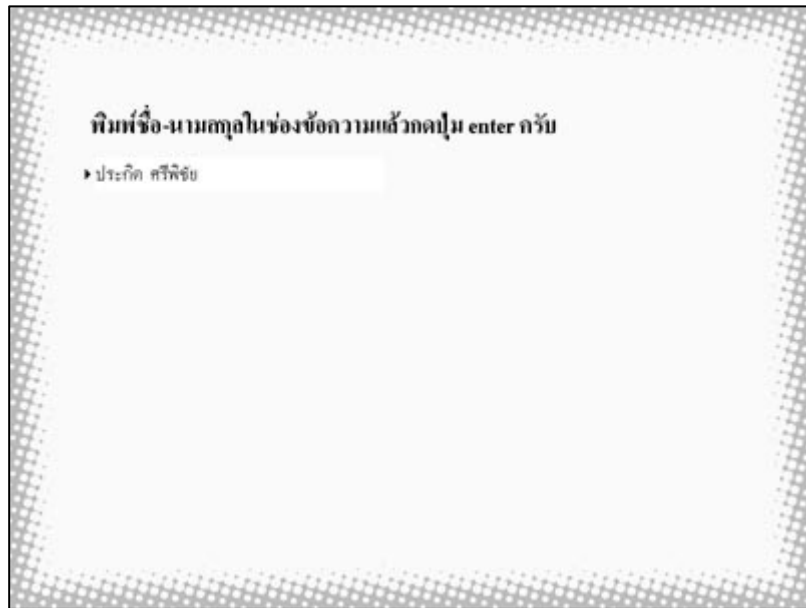 พิมพ์ชื่อ-นามสกุลในช่องข้อความแล้วกดปุ่ม enter ครับ
ประกิต ศรีพิชัย